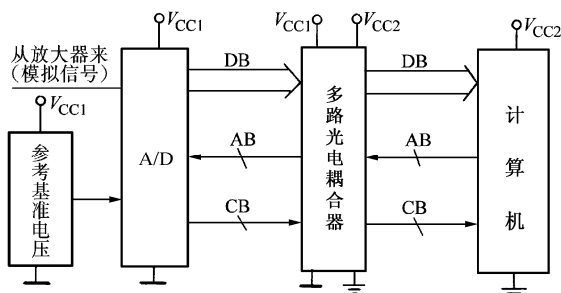 VCC1
VCC1
VCC2
VCC2
从放大器来
（模拟信号）
VCC1
DB
DB
参考基准电压
A/D
AB
多路光电耦合器
AB
计算机
CB
CB